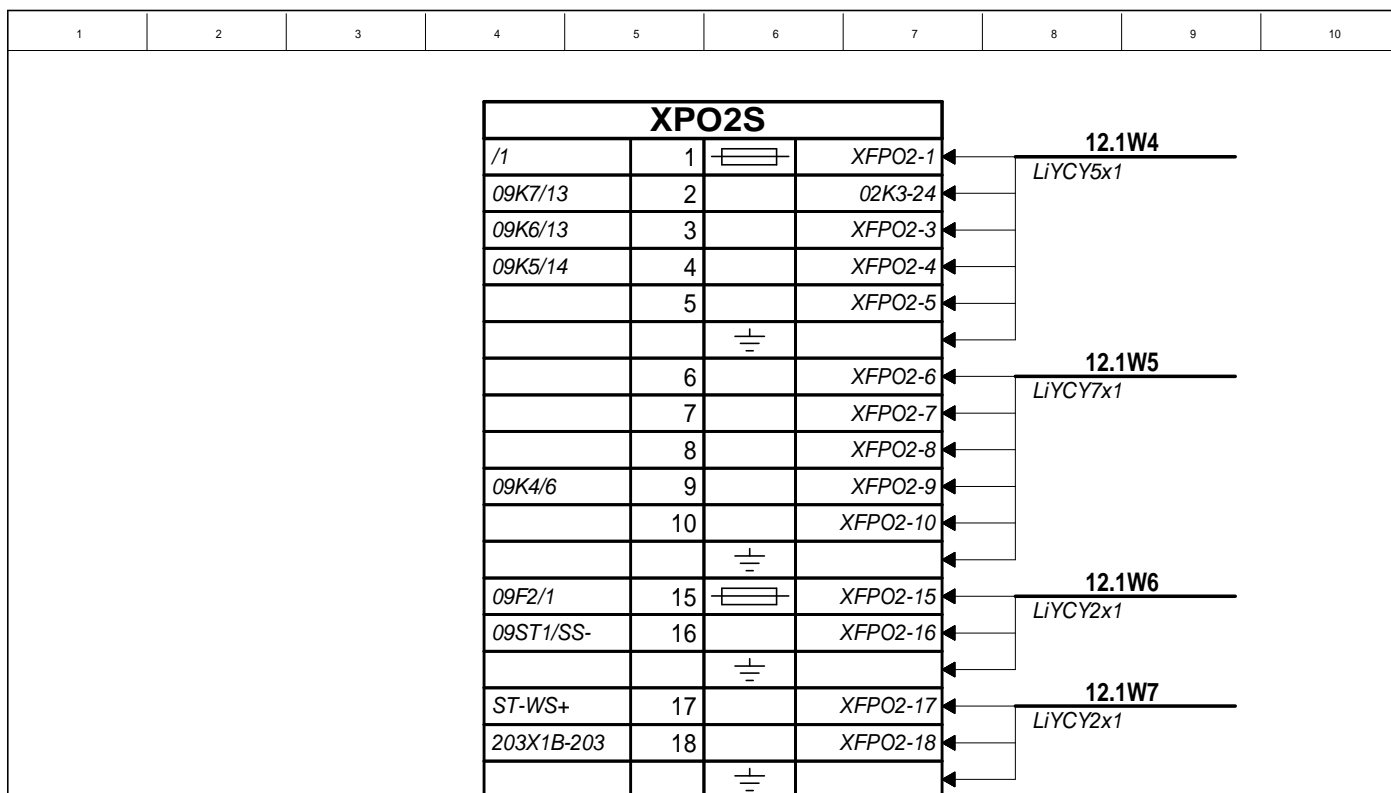 1 2 3 4 5 6 7 8 9 10
XPO2S
/1 1 XFPO2-1 12.1W4
LiYCY5x1
09K7/13 2 02K3-24
09K6/13 3 XFPO2-3
09K5/14 4 XFPO2-4
5 XFPO2-5
6 XFPO2-6 12.1W5
LiYCY7x1
7 XFPO2-7
8 XFPO2-8
09K4/6 9 XFPO2-9
10 XFPO2-10
09F2/1 15 XFPO2-15 12.1W6
LiYCY2x1
09ST1/SS- 16 XFPO2-16
ST-WS+ 17 XFPO2-17 12.1W7
LiYCY2x1
203X1B-203 18 XFPO2-18